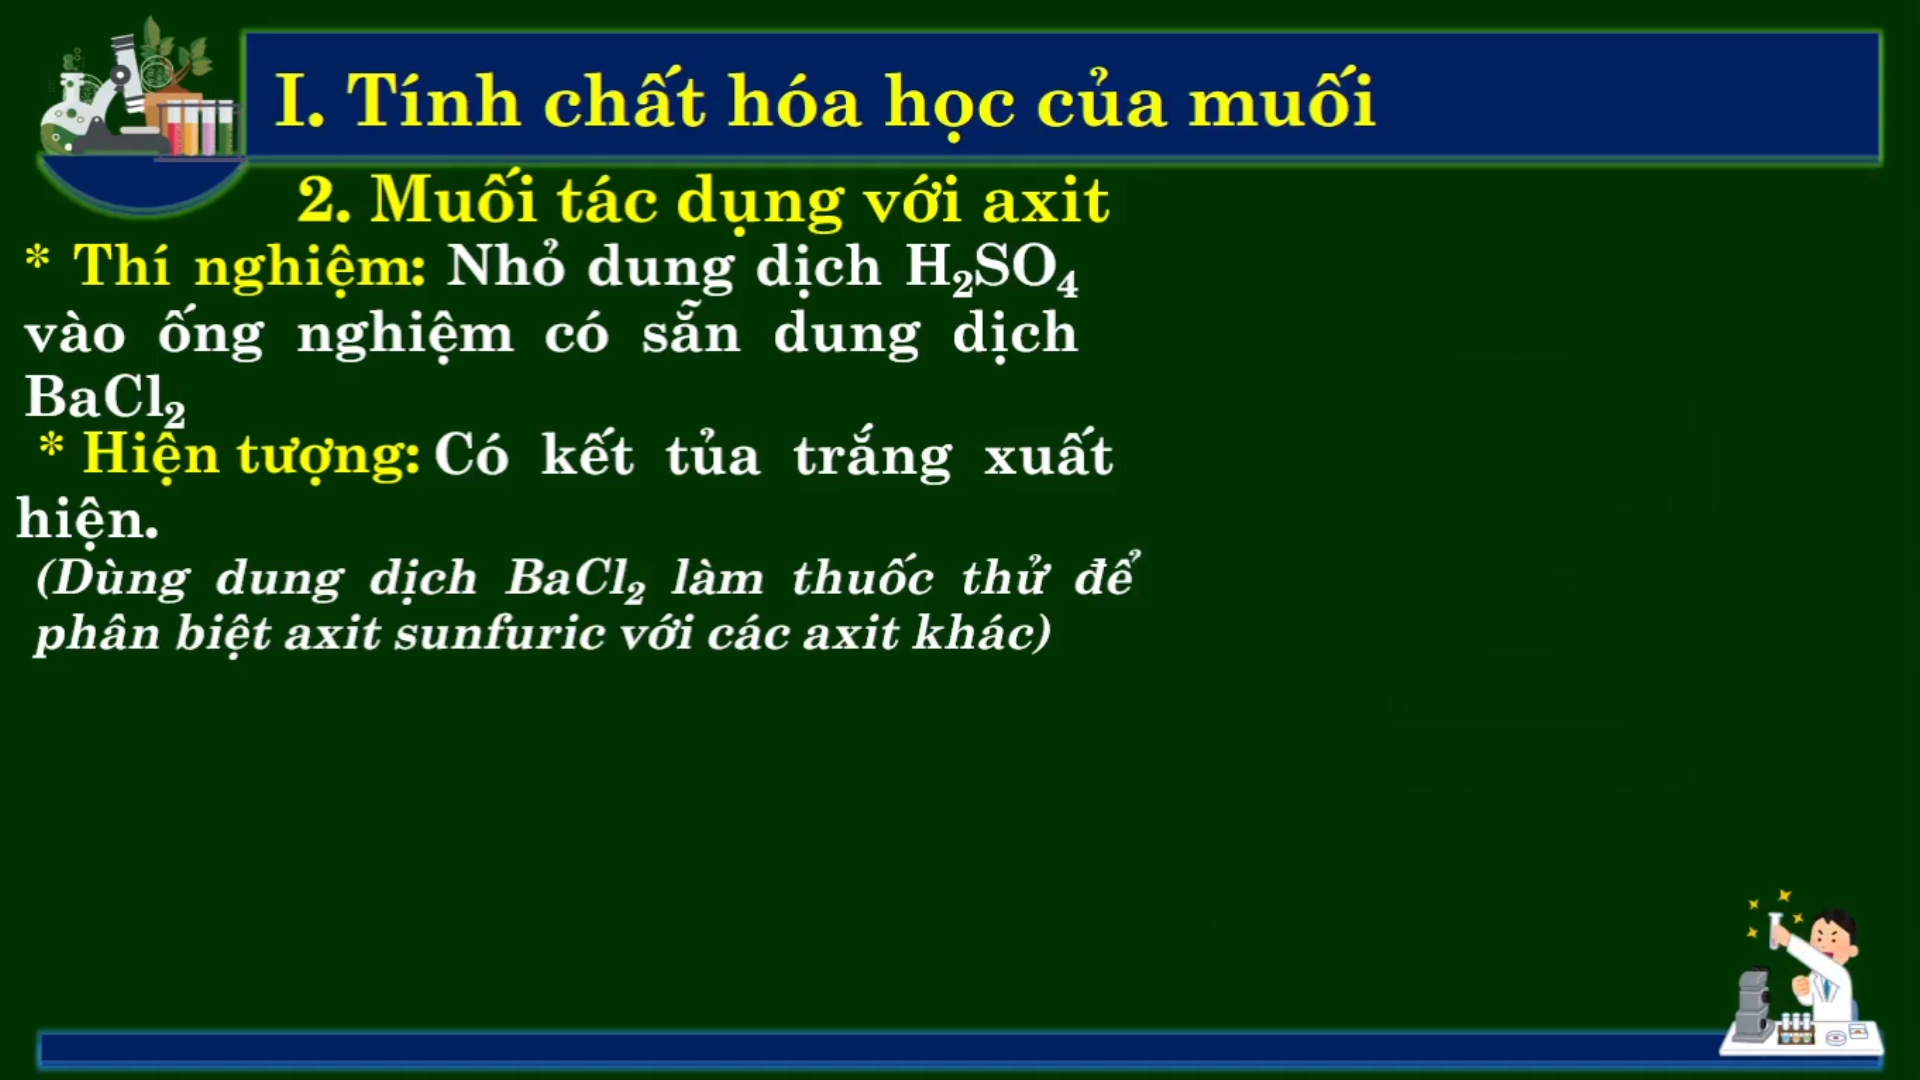 I. Tính chất hóa học của muối
2. Muối tác dụng với axit
* Thí nghiệm: Nhỏ dung dịch H₂SO₄
vào ống nghiệm có sẵn dung dịch
BaCl₂
* Hiện tượng: Có kết tủa trắng xuất
hiện.
(Dùng dung dịch BaCl₂ làm thuốc thử để
phân biệt axit sunfuric với các axit khác)